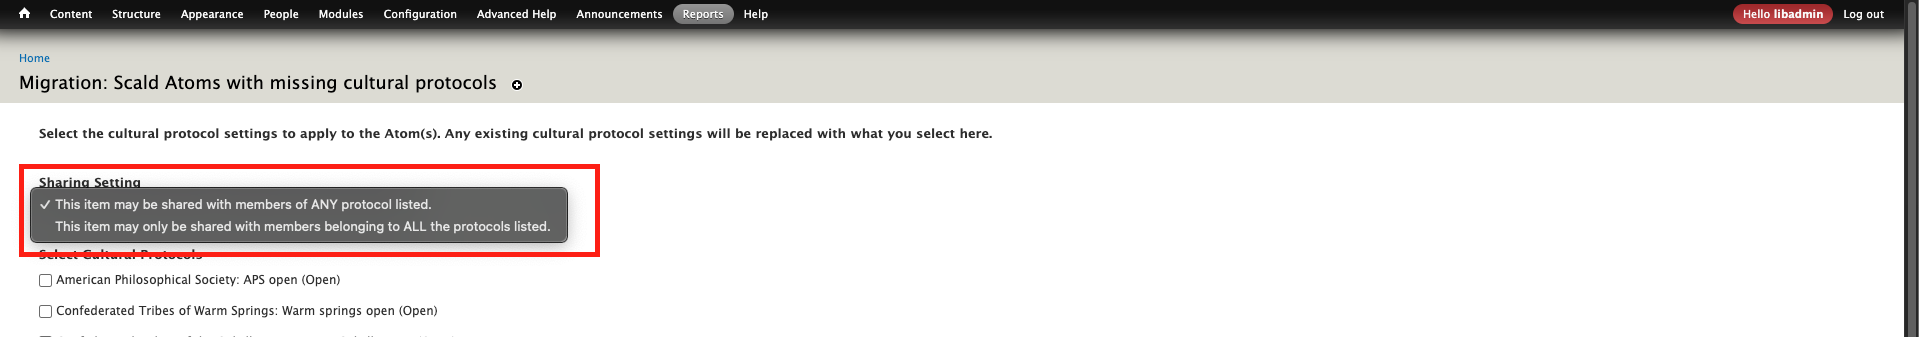 Content Structure Appearance People Modules Configuration Advanced Help Announcements Reports Help Hello libadmin Log out
Home
Migration: Scald Atoms with missing cultural protocols
Select the cultural protocol settings to apply to the Atom(s). Any existing cultural protocol settings will be replaced with what you select here.
Sharing Setting
✓ This item may be shared with members of ANY protocol listed.
This item may only be shared with members belonging to ALL the protocols listed.
Select Cultural Protocols
American Philosophical Society: APS open (Open)
Confederated Tribes of Warm Springs: Warm springs open (Open)